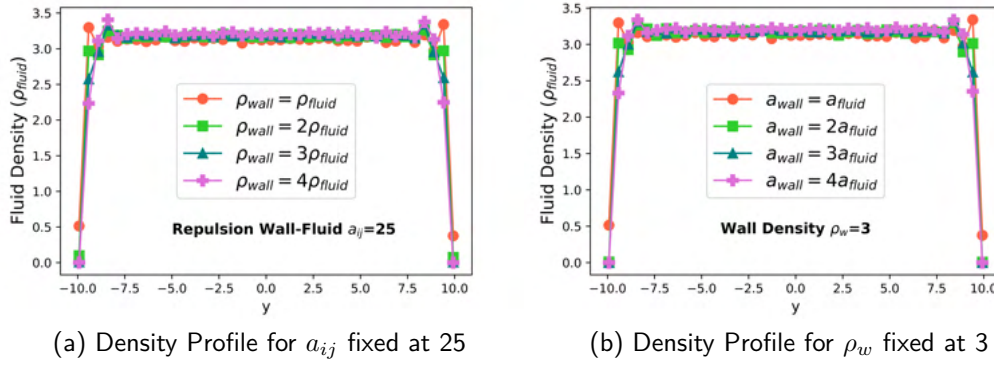 Fluid Density (ρfluid)
3.5
3.0
2.5
2.0
1.5
1.0
0.5
0.0
ρwall = ρfluid
ρwall = 2ρfluid
ρwall = 3ρfluid
ρwall = 4ρfluid
Repulsion Wall-Fluid aij=25
−10.0 −7.5 −5.0 −2.5 0.0 2.5 5.0 7.5 10.0
y
(a) Density Profile for aij fixed at 25
Fluid Density (ρfluid)
3.5
3.0
2.5
2.0
1.5
1.0
0.5
0.0
awall = afluid
awall = 2afluid
awall = 3afluid
awall = 4afluid
Wall Density ρw=3
−10.0 −7.5 −5.0 −2.5 0.0 2.5 5.0 7.5 10.0
y
(b) Density Profile for ρw fixed at 3